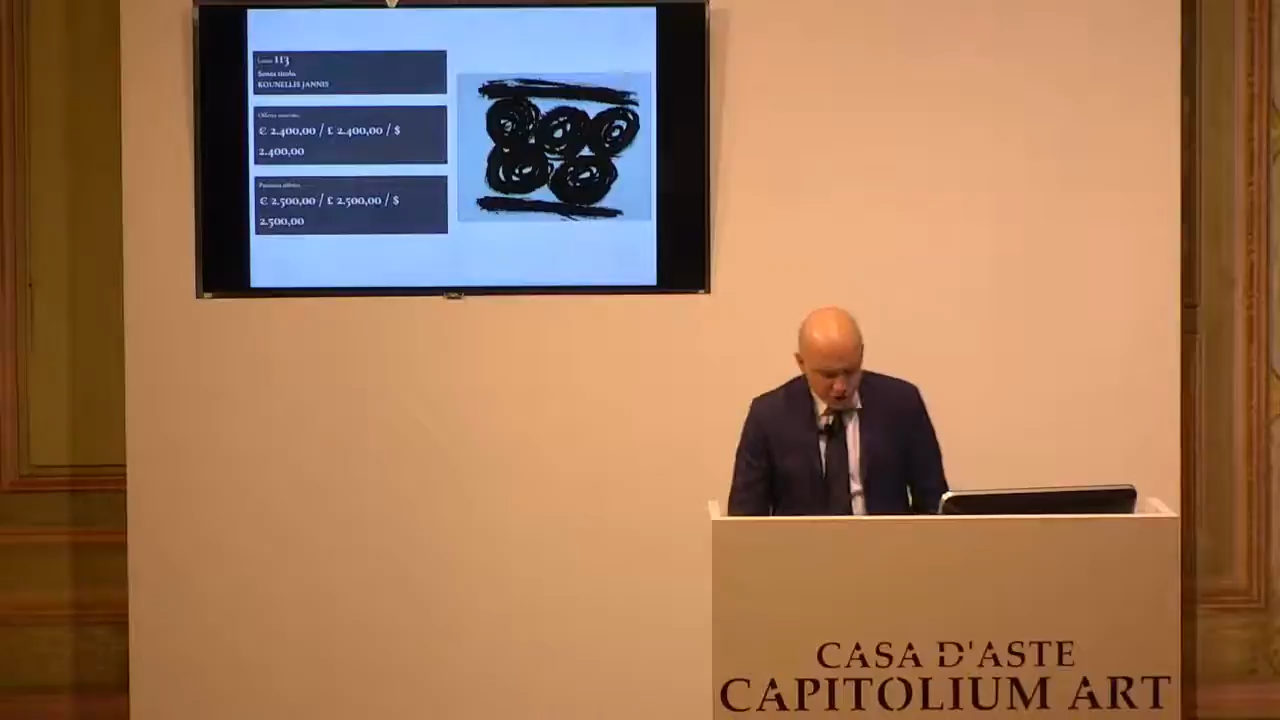 Lotto 113
Senza titolo
KOUNELLIS JANNIS
Offerta
€ 2.400,00 / £ 2.400,00 / $
2.400,00
Prossima offerta
€ 2.500,00 / £ 2.500,00 / $
2.500,00
CASA D'ASTE
CAPITOLIUM ART